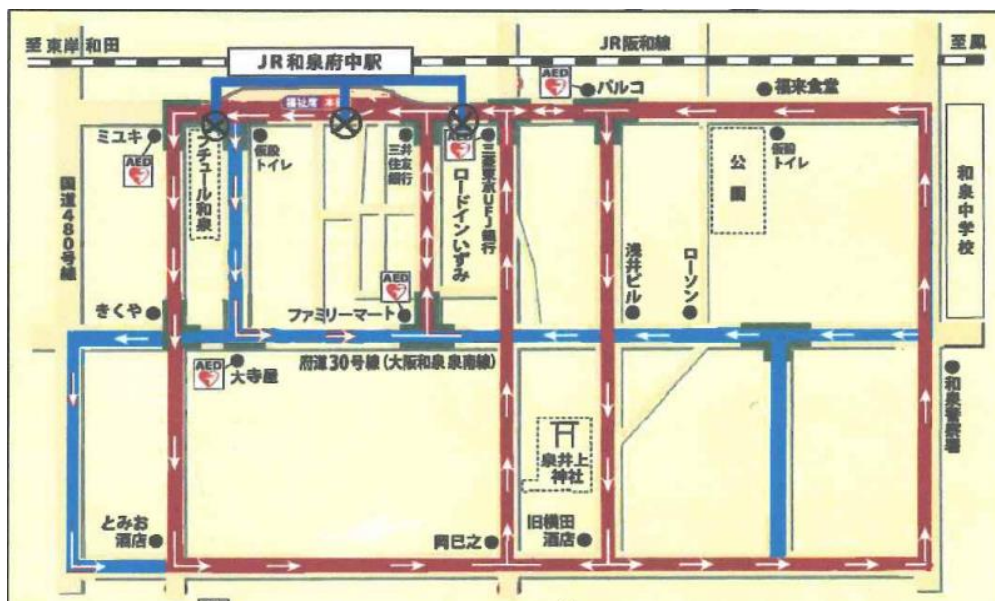 至東岸和田
JR和泉府中駅
JR阪和線
至鳳
AED
パルコ
福来食堂
福祉席
ミユキ
AED
フチュール和泉
仮設
トイレ
三井
住友
銀行
AED
三菱東京UFJ銀行
ロードインいずみ
仮設
トイレ
公園
和泉中学校
国道480号線
浅井ビル
ローソン
きくや
AED
ファミリーマート
AED
大寺屋
府道30号線(大阪和泉泉南線)
和泉警察署
泉井上
神社
とみお
酒店
岡巳之
旧横田
酒店